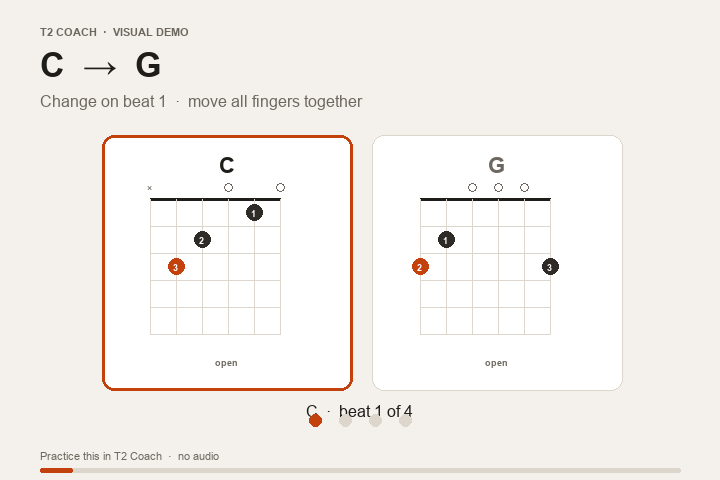 T2 COACH · VISUAL DEMO
C → G
Change on beat 1 · move all fingers together
C
×
1
2
3
open
G
1
2
3
open
C · beat 1 of 4
Practice this in T2 Coach · no audio